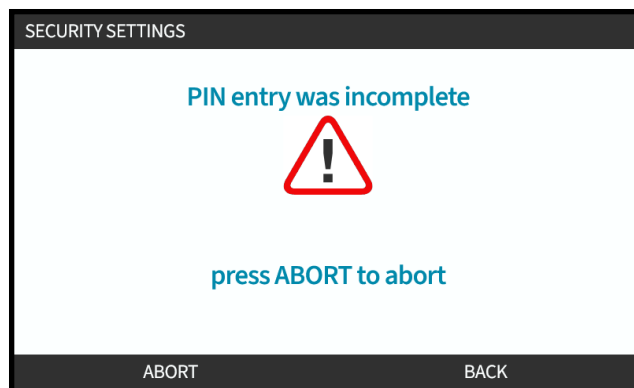 SECURITY SETTINGS
PIN entry was incomplete
!
press ABORT to abort
ABORT BACK